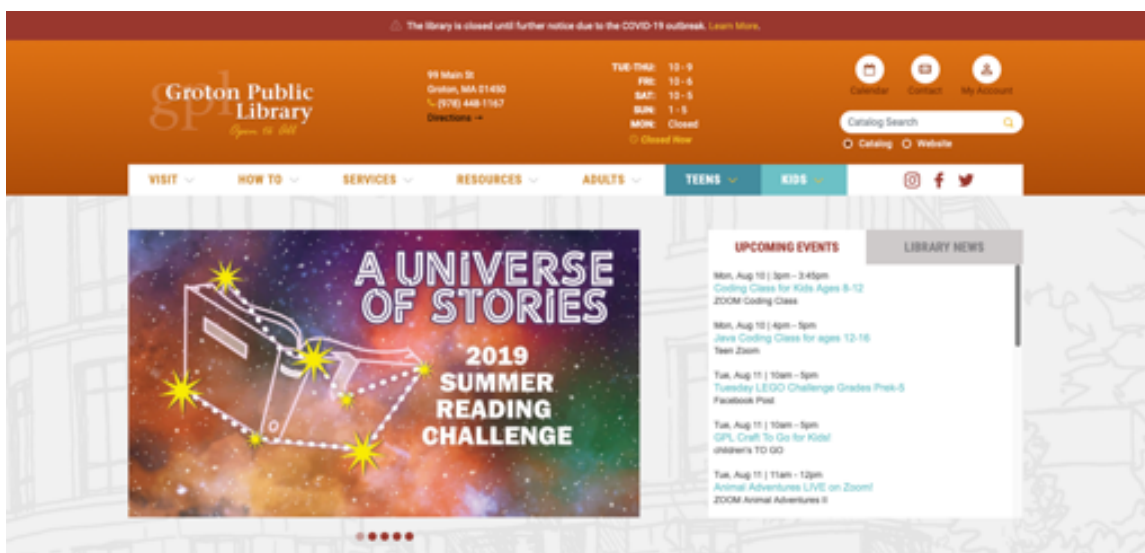 The library is closed until further notice due to the COVID-19 outbreak. Learn More.
gpl
Groton Public
Library
Open to All
99 Main St
Groton, MA 01450
(978) 448-1167
Directions →
TUE-THU: 10 - 9
FRI: 10 - 6
SAT: 10 - 5
SUN: 1 - 5
MON: Closed
Closed Now
Calendar
Contact
My Account
Catalog Search
Catalog
Website
VISIT
HOW TO
SERVICES
RESOURCES
ADULTS
TEENS
KIDS
A UNIVERSE
OF STORIES
2019
SUMMER
READING
CHALLENGE
UPCOMING EVENTS
LIBRARY NEWS
Mon, Aug 10 | 3pm - 3:45pm
Coding Class for Kids Ages 8-12
ZOOM Coding Class
Mon, Aug 10 | 4pm - 5pm
Java Coding Class for ages 12-16
Teen Zoom
Tue, Aug 11 | 10am - 5pm
Tuesday LEGO Challenge Grades Prek-5
Facebook Post
Tue, Aug 11 | 10am - 5pm
GPL Craft To Go for Kids!
children's TO GO
Tue, Aug 11 | 11am - 12pm
Animal Adventures LIVE on Zoom!
ZOOM Animal Adventures II